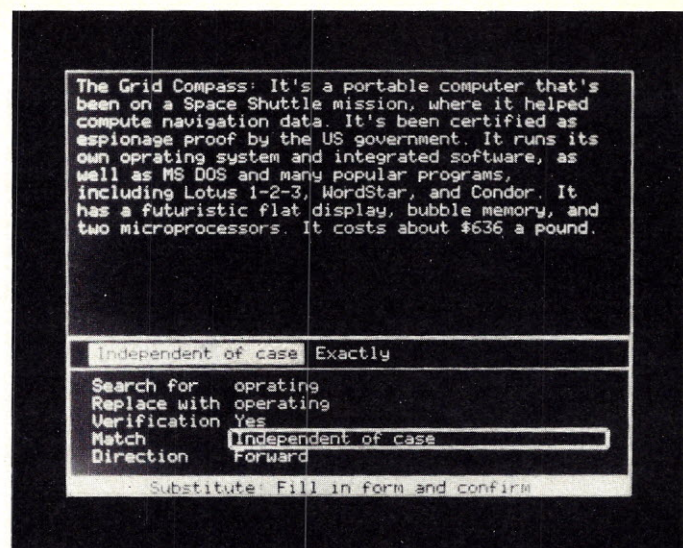 The Grid Compass: It's a portable computer that's
been on a Space Shuttle mission, where it helped
compute navigation data. It's been certified as
espionage proof by the US government. It runs its
own oprating system and integrated software, as
well as MS DOS and many popular programs,
including Lotus 1-2-3, WordStar, and Condor. It
has a futuristic flat display, bubble memory, and
two microprocessors. It costs about $636 a pound.
Independent of case Exactly
Search for oprating
Replace with operating
Verification Yes
Match Independent of case
Direction Forward
Substitute: Fill in form and confirm